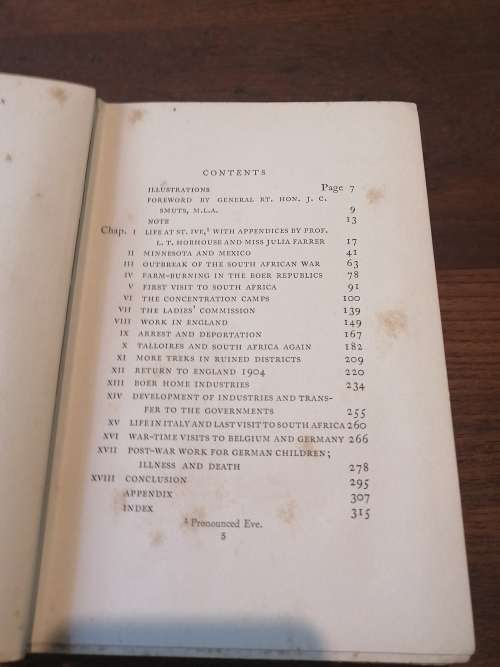 CONTENTS
ILLUSTRATIONS Page 7
FOREWORD BY GENERAL RT. HON. J. C.
SMUTS, M.L.A. 9
NOTE 13
Chap. I LIFE AT ST. IVE,¹ WITH APPENDICES BY PROF.
L. T. HOBHOUSE AND MISS JULIA FARRER 17
II MINNESOTA AND MEXICO 41
III OUTBREAK OF THE SOUTH AFRICAN WAR 63
IV FARM-BURNING IN THE BOER REPUBLICS 78
V FIRST VISIT TO SOUTH AFRICA 91
VI THE CONCENTRATION CAMPS 100
VII THE LADIES' COMMISSION 139
VIII WORK IN ENGLAND 149
IX ARREST AND DEPORTATION 167
X TALLOIRES AND SOUTH AFRICA AGAIN 182
XI MORE TREKS IN RUINED DISTRICTS 209
XII RETURN TO ENGLAND 1904 220
XIII BOER HOME INDUSTRIES 234
XIV DEVELOPMENT OF INDUSTRIES AND TRANS-
FER TO THE GOVERNMENTS 255
XV LIFE IN ITALY AND LAST VISIT TO SOUTH AFRICA 260
XVI WAR-TIME VISITS TO BELGIUM AND GERMANY 266
XVII POST-WAR WORK FOR GERMAN CHILDREN;
ILLNESS AND DEATH 278
XVIII CONCLUSION 295
APPENDIX 307
INDEX 315
¹ Pronounced Eve.
5